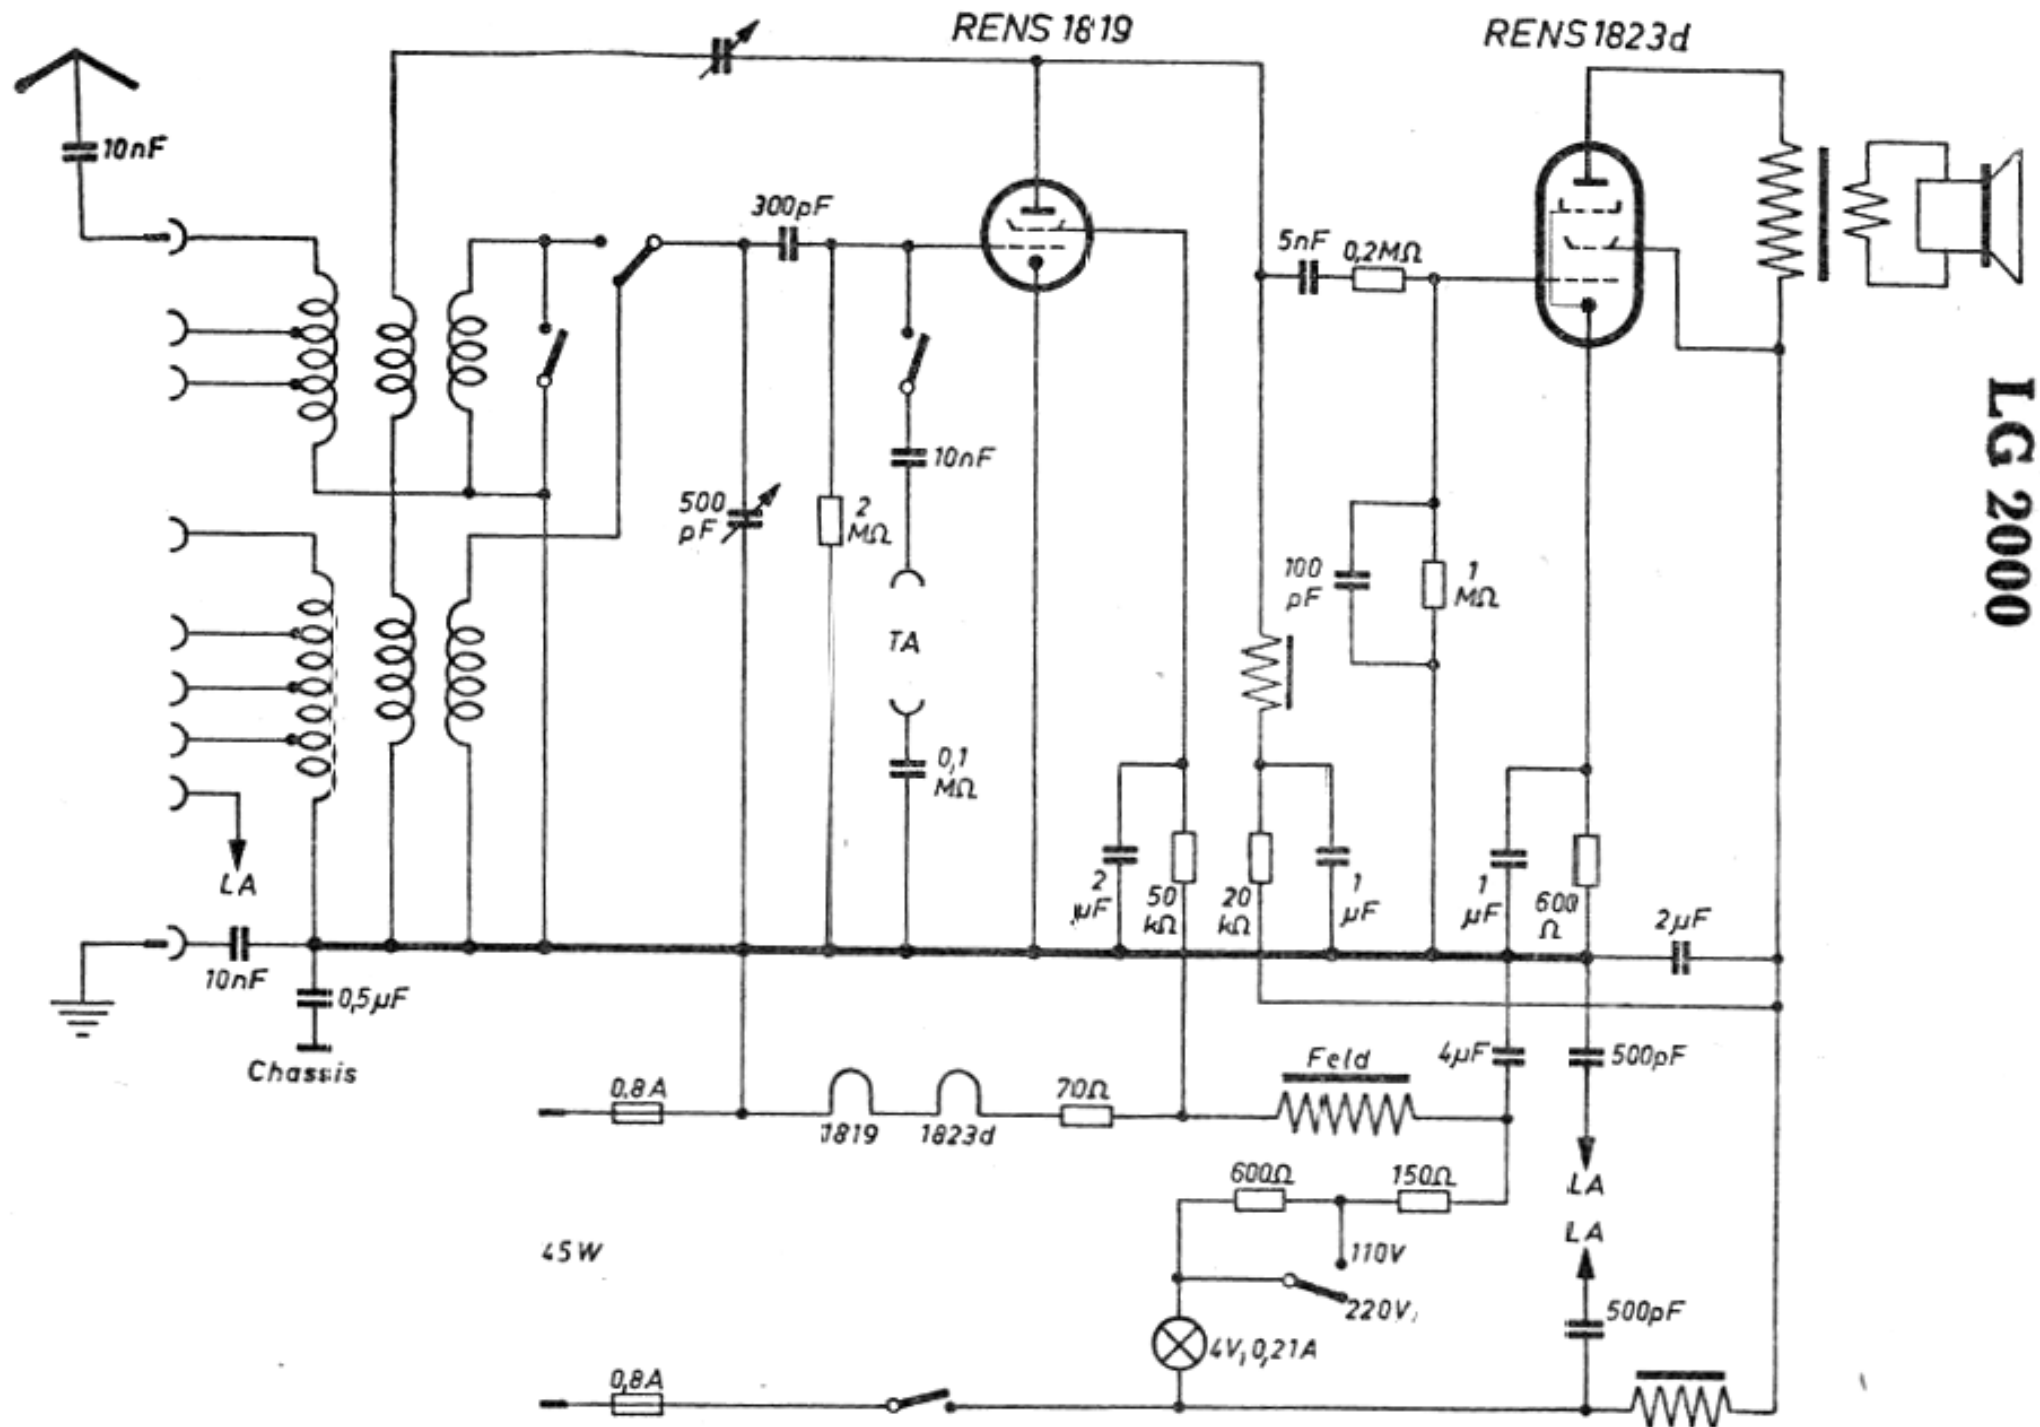 RENS 1819
RENS 1823d
10nF
300pF
5nF
0,2MΩ
LG 2000
10nF
500
pF
2
MΩ
100
pF
1
MΩ
TA
0,1
MΩ
LA
2
µF
50
kΩ
20
kΩ
1
µF
1
µF
600
Ω
2µF
10nF
0,5µF
Chassis
Feld
4µF
500pF
0,8A
70Ω
1819
1823d
600Ω
150Ω
LA
LA
45W
110V
220V
500pF
4V, 0,21A
0,8A